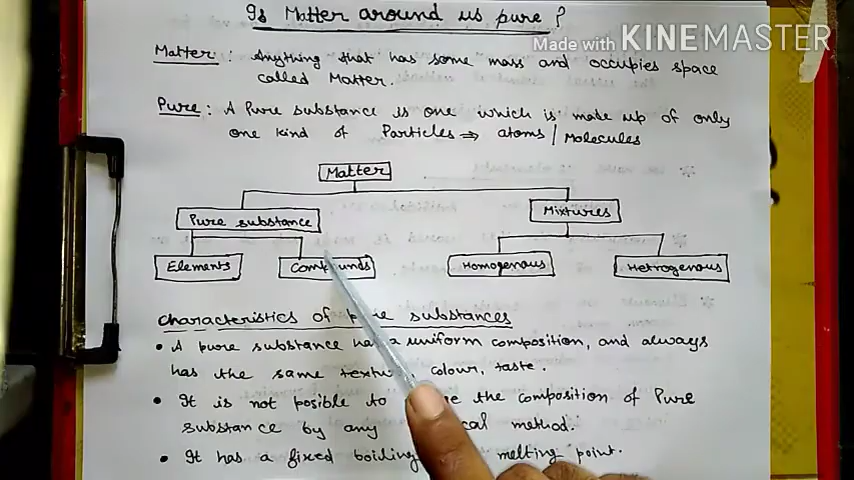 Is Matter around us pure ?
Made with KINEMASTER
Matter : Anything that has some mass and occupies space
called Matter.
Pure : A Pure substance is one which is made up of only
one kind of Particles ⇒ atoms / Molecules
Matter
Pure substance Mixtures
Elements Compounds Homogenous Hetrogenous
Characteristics of pure substances
• A pure substance has a uniform composition, and always
has the same texture, colour, taste.
• It is not posible to the composition of Pure
substance by any method.
• It has a fixed boiling melting point.